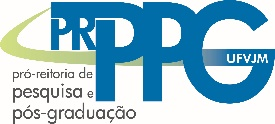 PRPPG
UFVJM
pró-reitoria de
pesquisa e
pós-graduação